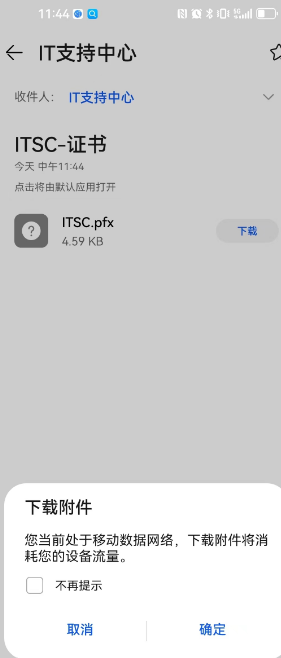 11:44
IT支持中心
收件人： IT支持中心
ITSC-证书
今天 中午11:44
点击将由默认应用打开
ITSC.pfx
下载
4.59 KB
下载附件
您当前处于移动数据网络，下载附件将消
耗您的设备流量。
不再提示
取消 确定